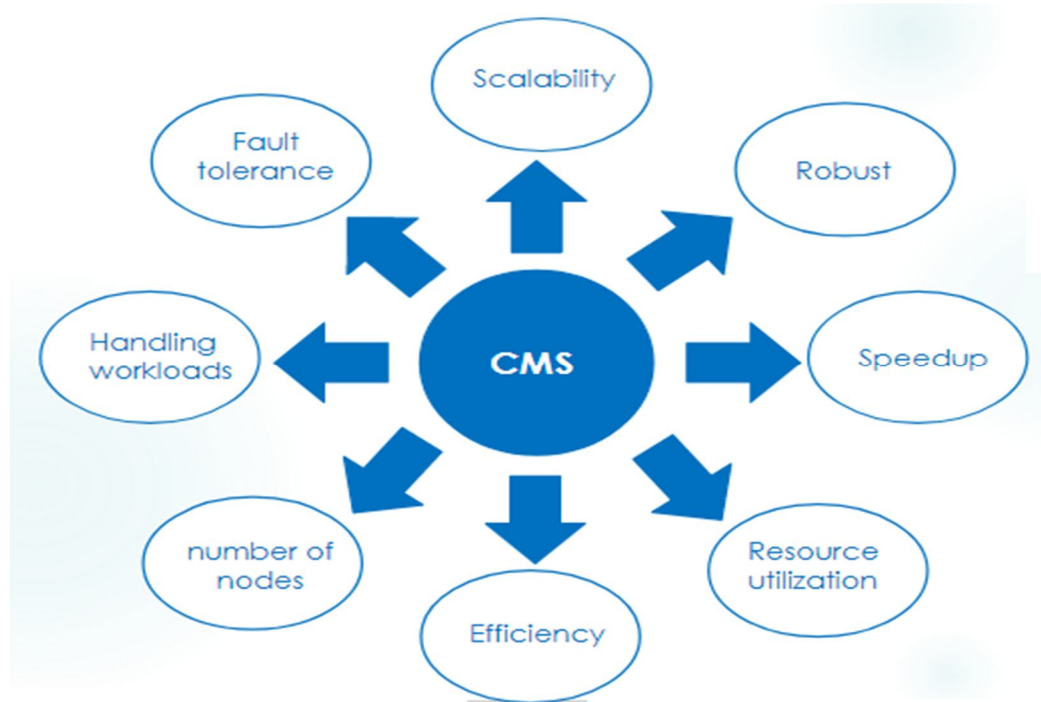 Scalability
Fault
tolerance
Robust
Handling
workloads
CMS
Speedup
number of
nodes
Resource
utilization
Efficiency